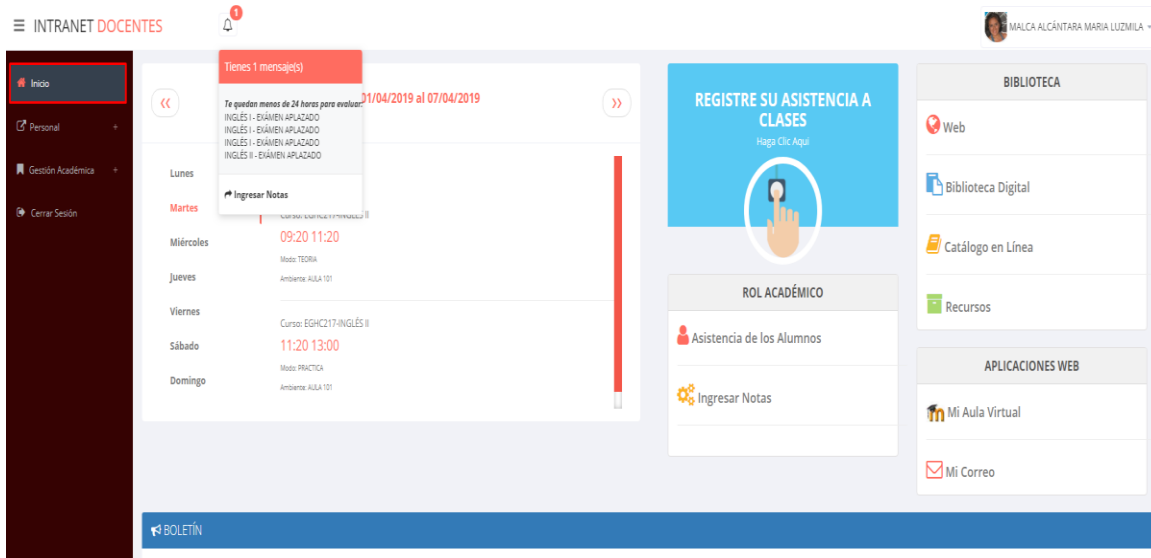 INTRANET DOCENTES
1
MALCA ALCÁNTARA MARIA LUZMILA
Inicio
Personal +
Gestión Académica +
Cerrar Sesión
Tienes 1 mensaje(s)
Te quedan menos de 24 horas para evaluar:
INGLÉS I - EXÁMEN APLAZADO
INGLÉS I - EXÁMEN APLAZADO
INGLÉS I - EXÁMEN APLAZADO
INGLÉS II - EXÁMEN APLAZADO
Ingresar Notas
01/04/2019 al 07/04/2019
Lunes
Martes
Miércoles
Jueves
Viernes
Sábado
Domingo
Curso: EGHC217-INGLÉS II
09:20 11:20
Modo: TEORIA
Ambiente: AULA 101
Curso: EGHC217-INGLÉS II
11:20 13:00
Modo: PRACTICA
Ambiente: AULA 101
REGISTRE SU ASISTENCIA A
CLASES
Haga Clic Aqui
ROL ACADÉMICO
Asistencia de los Alumnos
Ingresar Notas
BIBLIOTECA
Web
Biblioteca Digital
Catálogo en Línea
Recursos
APLICACIONES WEB
Mi Aula Virtual
Mi Correo
BOLETÍN